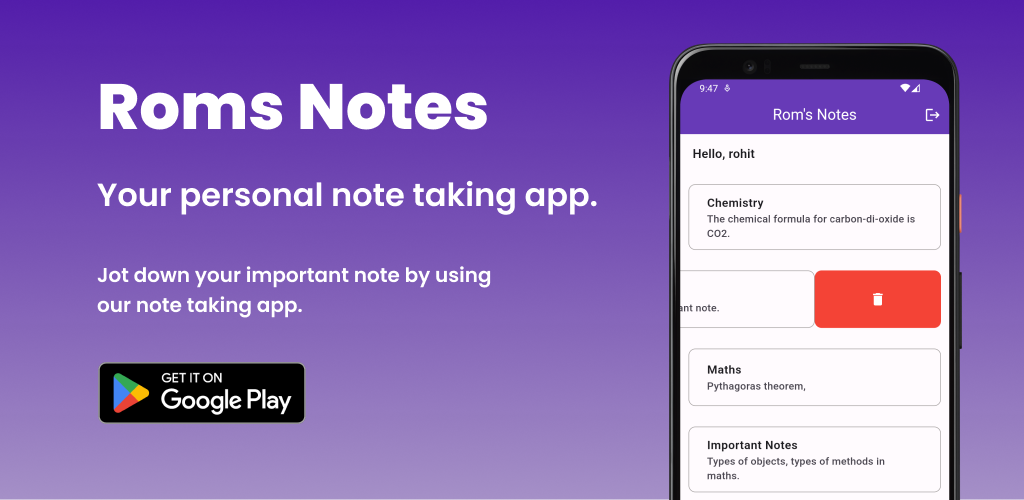 Roms Notes
Your personal note taking app.
Jot down your important note by using
our note taking app.
GET IT ON
Google Play
9:47
Rom's Notes
Hello, rohit
Chemistry
The chemical formula for carbon-di-oxide is
CO2.
note.
Maths
Pythagoras theorem,
Important Notes
Types of objects, types of methods in
maths.